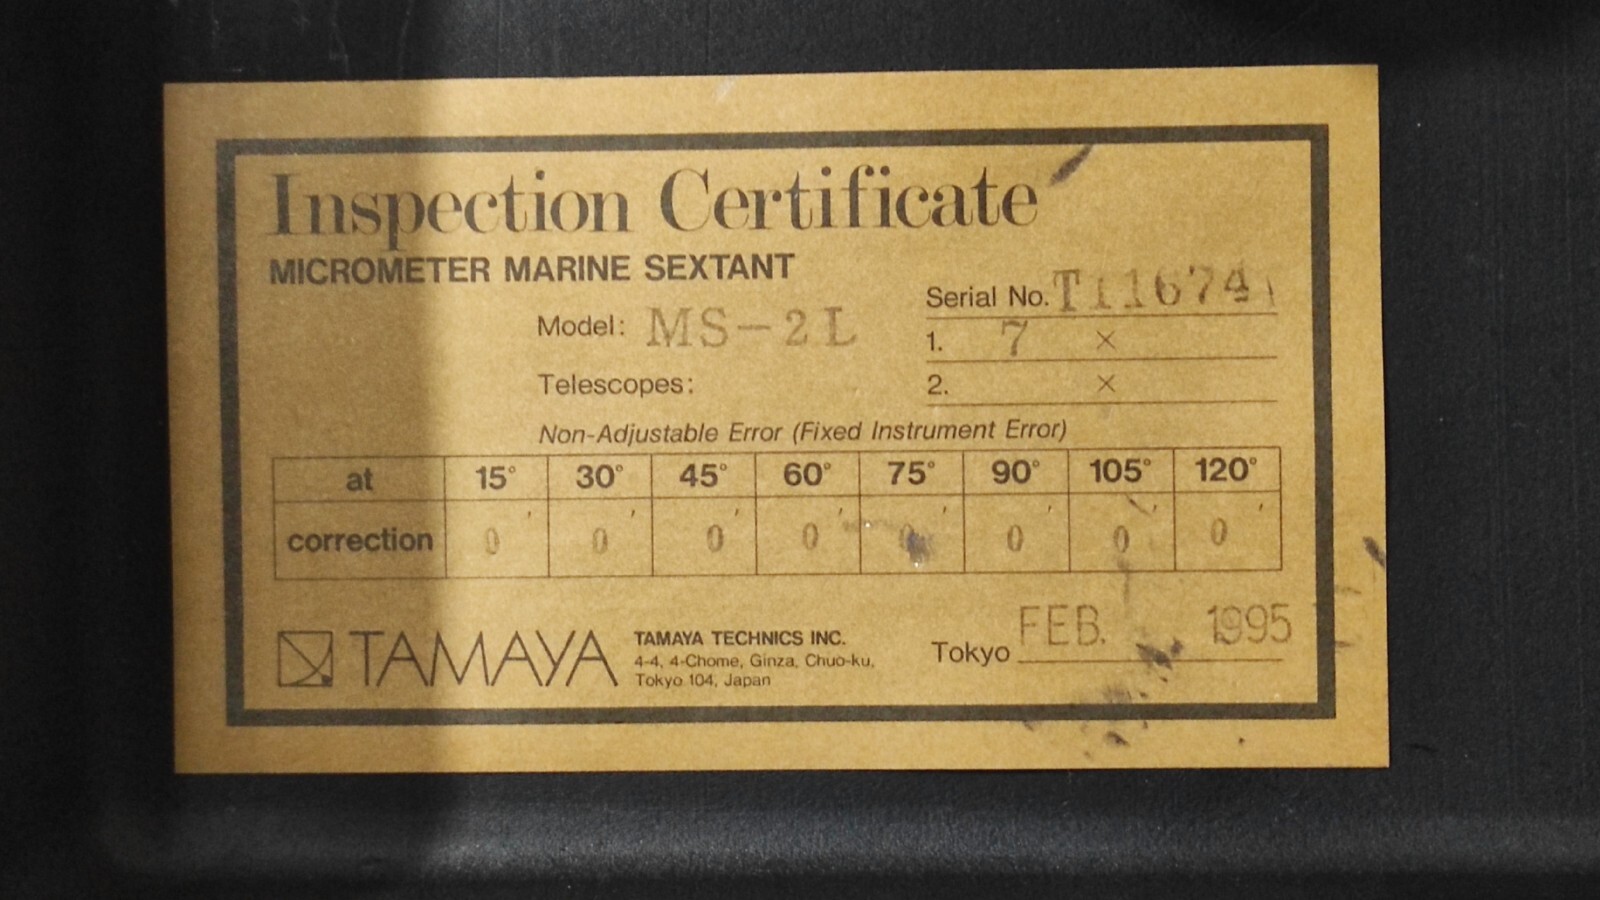 Inspection Certificate
MICROMETER MARINE SEXTANT
Serial No. T116741
Model: MS-2L
1. 7 ×
Telescopes:
2. ×
Non-Adjustable Error (Fixed Instrument Error)
at 15° 30° 45° 60° 75° 90° 105° 120°
correction 0' 0' 0' 0' 0' 0' 0' 0'
TAMAYA
TAMAYA TECHNICS INC.
4-4, 4-Chome, Ginza, Chuo-ku,
Tokyo 104, Japan
Tokyo FEB. 1995